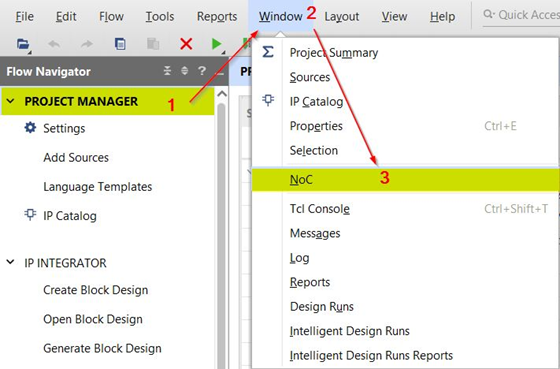 File Edit Flow Tools Reports Window 2 Layout View Help Quick Acces
Flow Navigator ?
PROJECT MANAGER 1
Settings
Add Sources
Language Templates
IP Catalog
IP INTEGRATOR
Create Block Design
Open Block Design
Generate Block Design
PR
S
Σ Project Summary
Sources
IP Catalog
Properties Ctrl+E
Selection
NoC 3
Tcl Console Ctrl+Shift+T
Messages
Log
Reports
Design Runs
Intelligent Design Runs
Intelligent Design Runs Reports